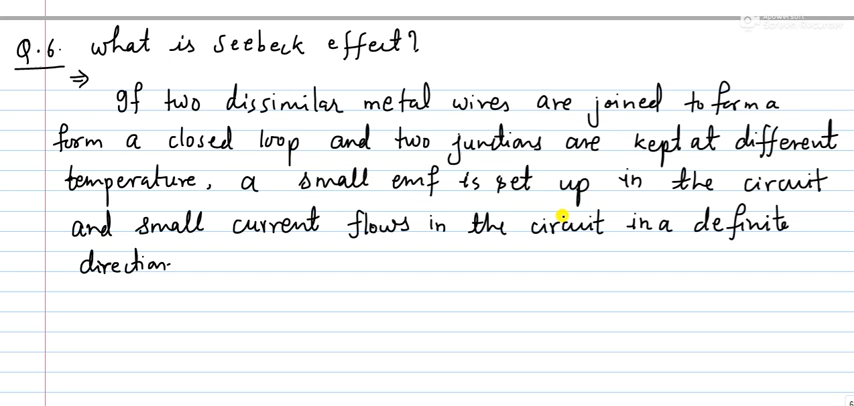 Screen Recorder
Q.6. what is seebeck effect?
⇒
If two dissimilar metal wires are joined to form a
form a closed loop and two junctions are kept at different
temperature, a small emf is set up in the circuit
and small current flows in the circuit in a definite
direction.